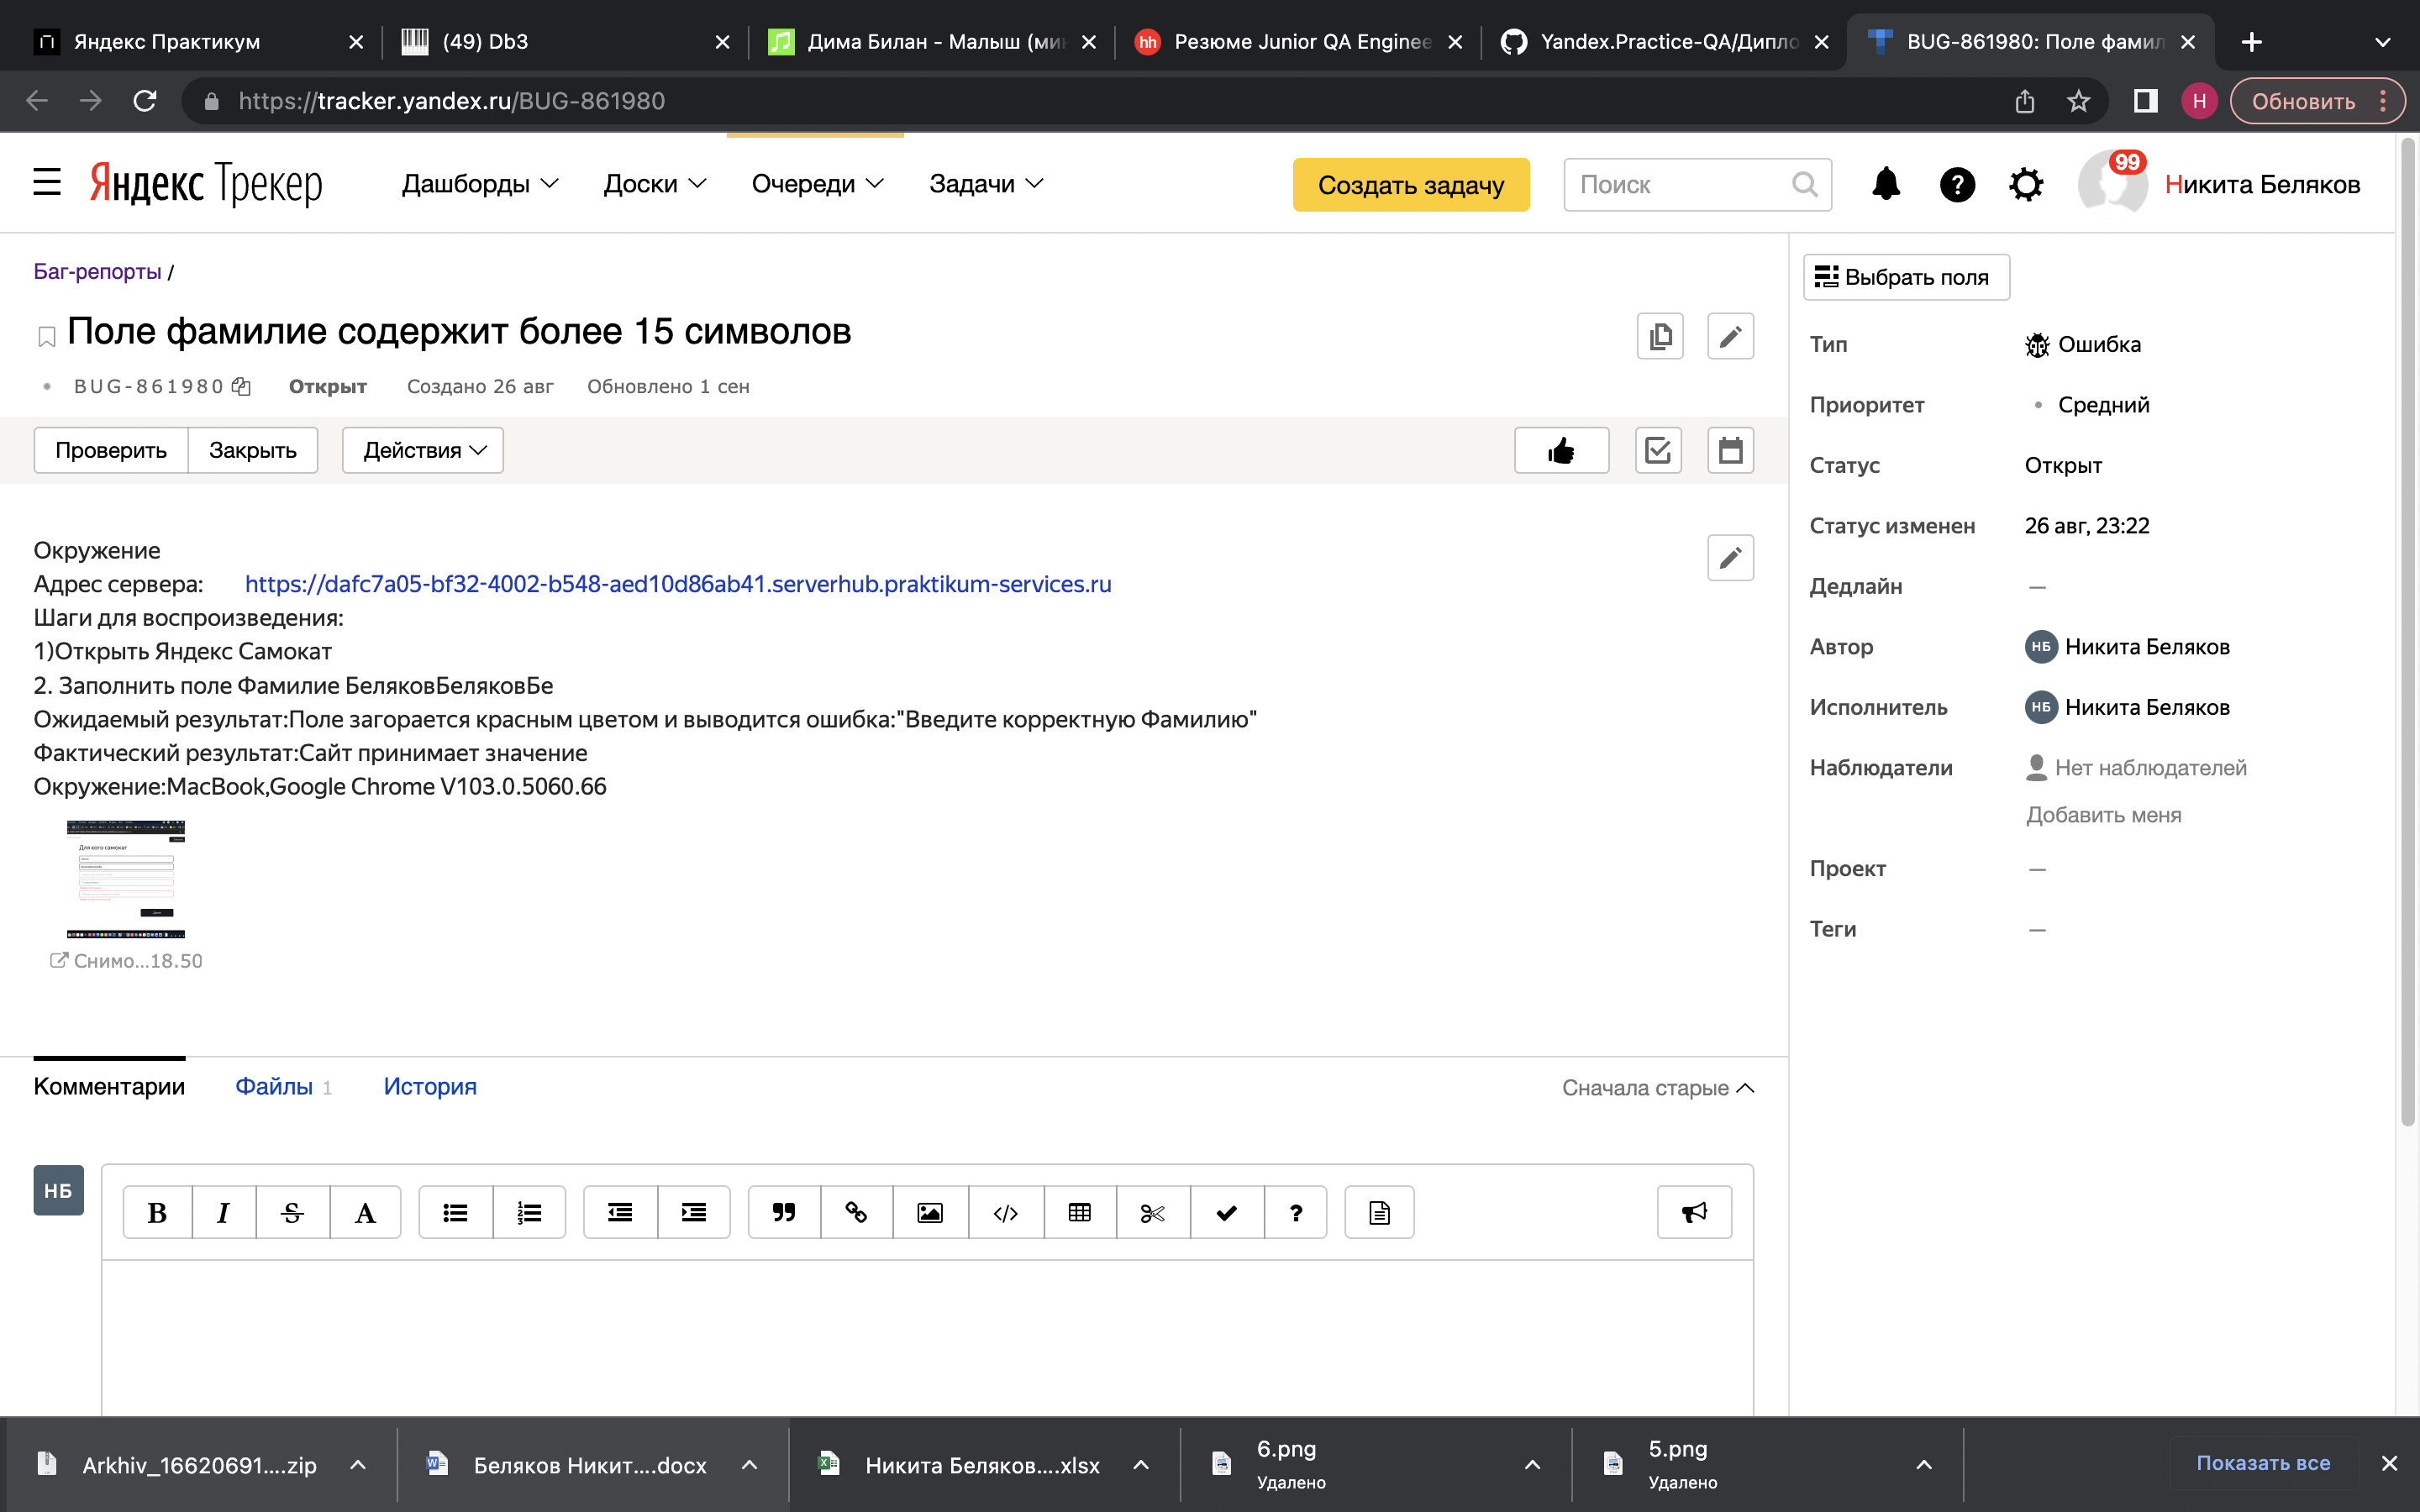 Яндекс Практикум
(49) Db3
Дима Билан - Малыш (ми
Резюме Junior QA Enginee
Yandex.Practice-QA/Дипло
BUG-861980: Поле фамил
https://tracker.yandex.ru/BUG-861980
H
Обновить
Яндекс Трекер
Дашборды
Доски
Очереди
Задачи
Создать задачу
Поиск
99
Никита Беляков
Баг-репорты /
Поле фамилие содержит более 15 символов
BUG-861980
Открыт
Создано 26 авг
Обновлено 1 сен
Проверить
Закрыть
Действия
Окружение
Адрес сервера: https://dafc7a05-bf32-4002-b548-aed10d86ab41.serverhub.praktikum-services.ru
Шаги для воспроизведения:
1)Открыть Яндекс Самокат
2. Заполнить поле Фамилие БеляковБеляковБе
Ожидаемый результат:Поле загорается красным цветом и выводится ошибка:"Введите корректную Фамилию"
Фактический результат:Сайт принимает значение
Окружение:MacBook,Google Chrome V103.0.5060.66
Для кого самокат
Снимо...18.50
Выбрать поля
Тип Ошибка
Приоритет Средний
Статус Открыт
Статус изменен 26 авг, 23:22
Дедлайн —
Автор НБ Никита Беляков
Исполнитель НБ Никита Беляков
Наблюдатели Нет наблюдателей
Добавить меня
Проект —
Теги —
Комментарии
Файлы 1
История
Сначала старые
НБ
B I S A
Arkhiv_16620691....zip
Беляков Никит....docx
Никита Беляков....xlsx
6.png
Удалено
5.png
Удалено
Показать все